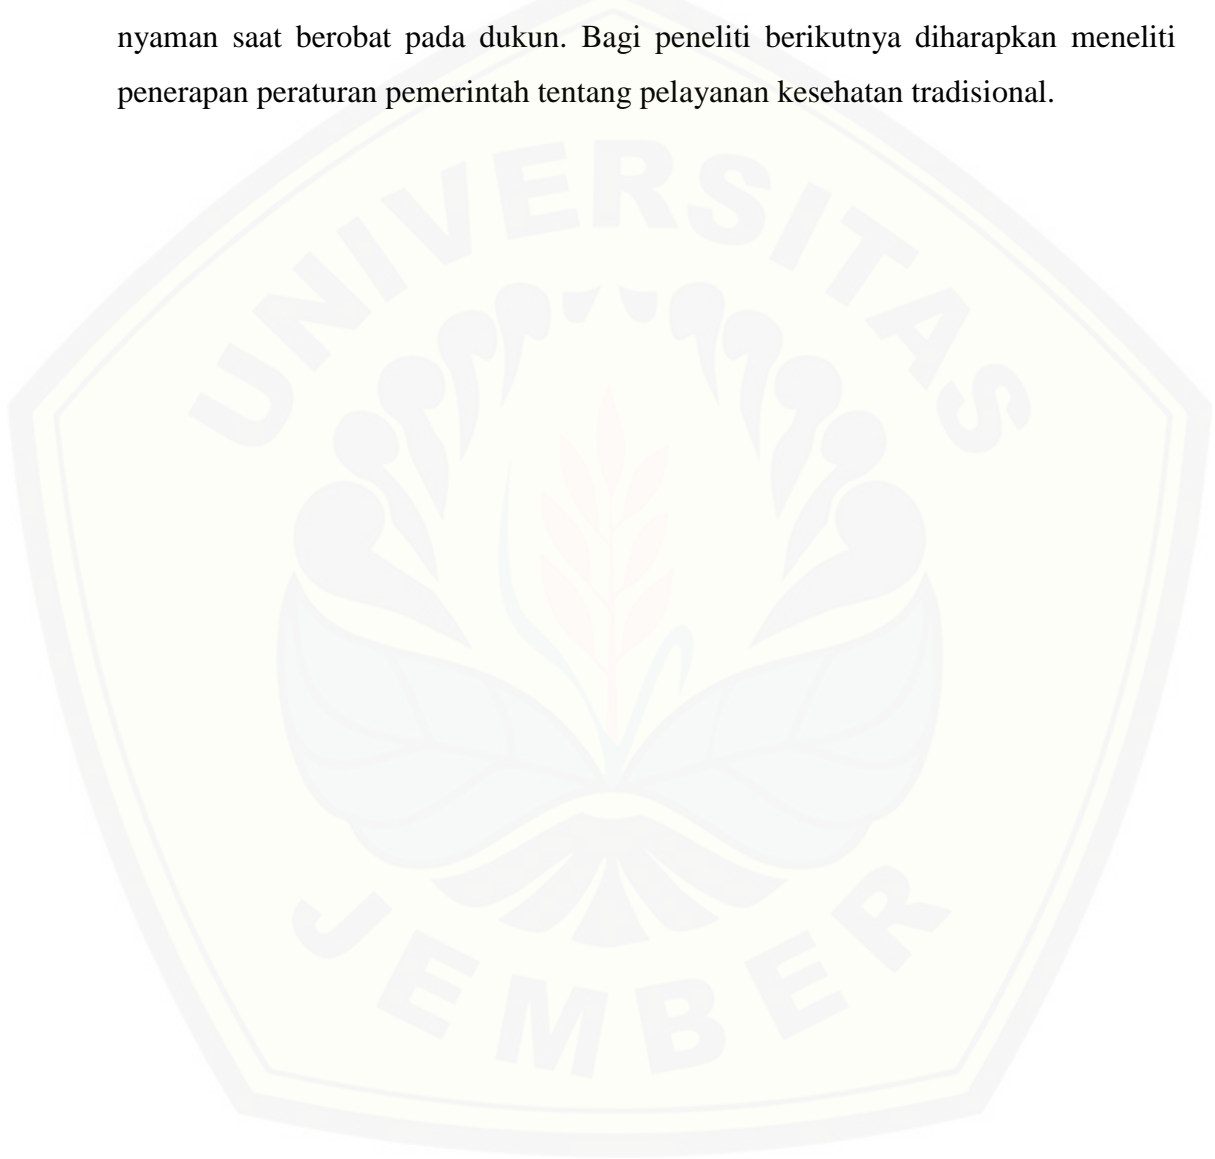 nyaman saat berobat pada dukun. Bagi peneliti berikutnya diharapkan meneliti
penerapan peraturan pemerintah tentang pelayanan kesehatan tradisional.
UNIVERSITAS
JEMBER